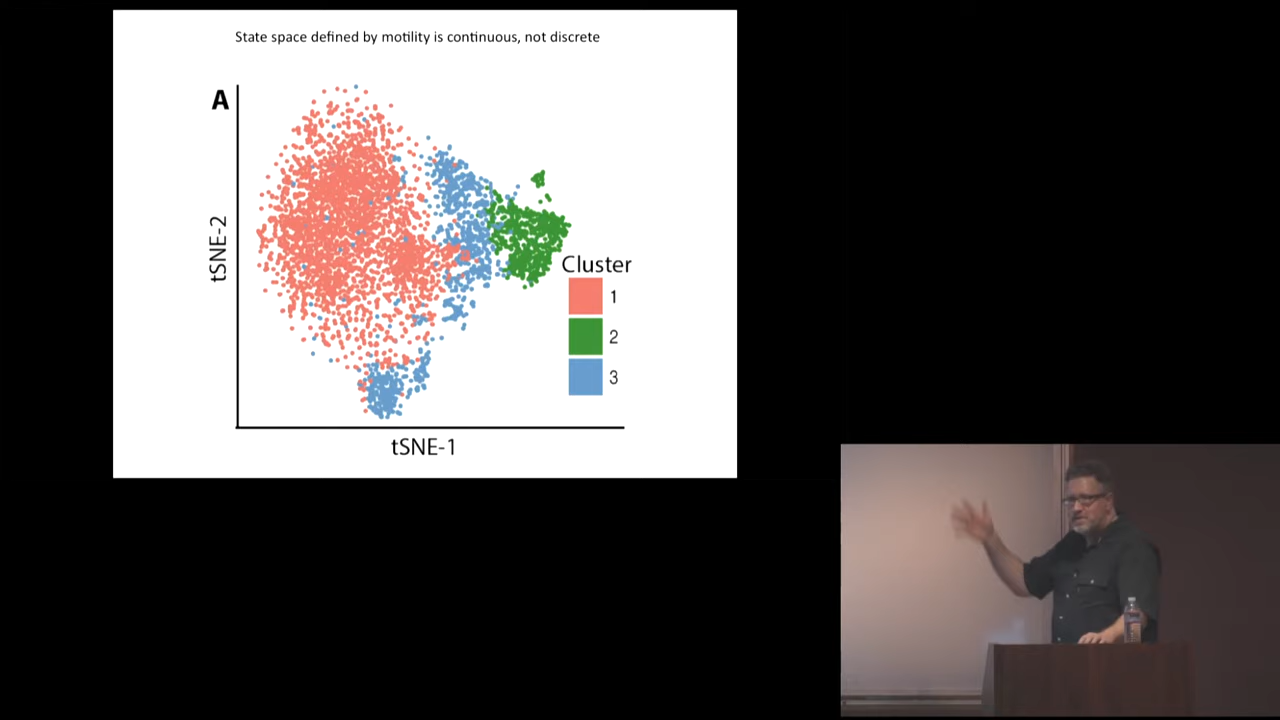 State space defined by motility is continuous, not discrete
A
tSNE-2
Cluster
1
2
3
tSNE-1